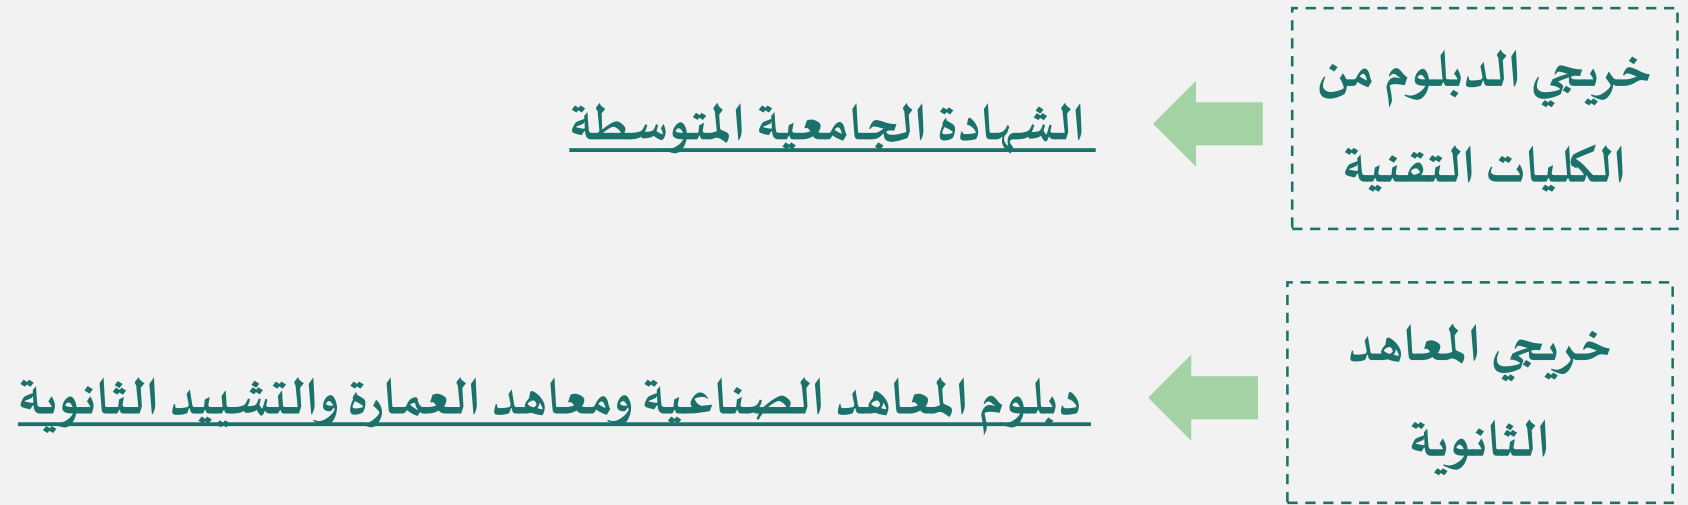 خريجي الدبلوم من
الكليات التقنية
الشهادة الجامعية المتوسطة
خريجي المعاهد
الثانوية
دبلوم المعاهد الصناعية ومعاهد العمارة والتشييد الثانوية